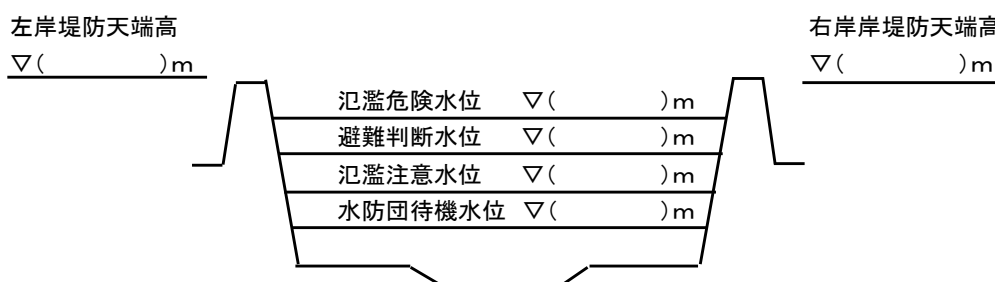 左岸堤防天端高
▽(　　　　)m
右岸岸堤防天端高
▽(　　　　)m
氾濫危険水位　▽(　　　　)m
避難判断水位　▽(　　　　)m
氾濫注意水位　▽(　　　　)m
水防団待機水位　▽(　　　　)m